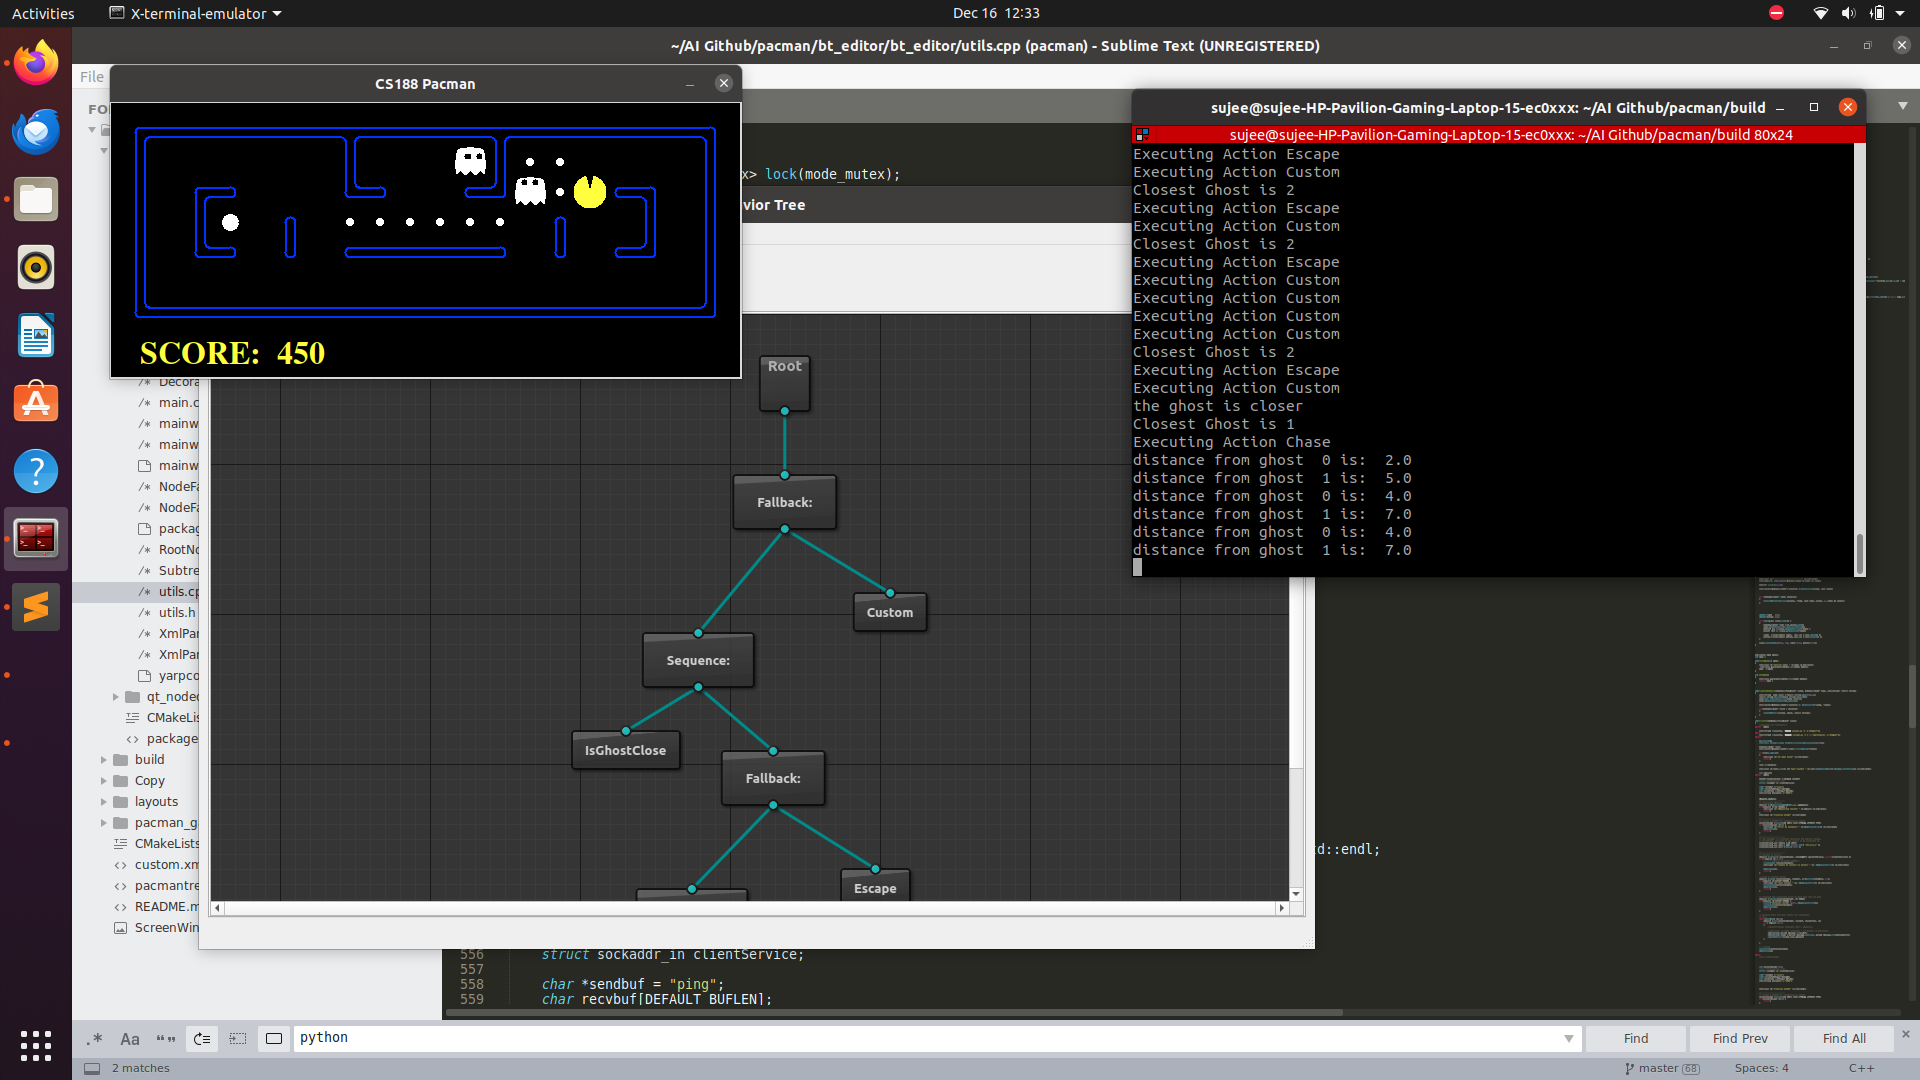 Activities
X-terminal-emulator
Dec 16 12:33
~/AI Github/pacman/bt_editor/bt_editor/utils.cpp (pacman) - Sublime Text (UNREGISTERED)
File
CS188 Pacman
SCORE: 450
x> lock(mode_mutex);
vior Tree
Root
Fallback:
Custom
Sequence:
IsGhostClose
Fallback:
Escape
sujee@sujee-HP-Pavilion-Gaming-Laptop-15-ec0xxx: ~/AI Github/pacman/build
sujee@sujee-HP-Pavilion-Gaming-Laptop-15-ec0xxx: ~/AI Github/pacman/build 80x24
Executing Action Escape
Executing Action Custom
Closest Ghost is 2
Executing Action Escape
Executing Action Custom
Closest Ghost is 2
Executing Action Escape
Executing Action Custom
Executing Action Custom
Executing Action Custom
Executing Action Custom
Closest Ghost is 2
Executing Action Escape
Executing Action Custom
the ghost is closer
Closest Ghost is 1
Executing Action Chase
distance from ghost  0 is:  2.0
distance from ghost  1 is:  5.0
distance from ghost  0 is:  4.0
distance from ghost  1 is:  7.0
distance from ghost  0 is:  4.0
distance from ghost  1 is:  7.0
FO
/* Decora
/* main.c
/* mainw
/* mainw
mainw
/* NodeFa
/* NodeFa
packag
/* RootNo
/* Subtre
/* utils.cp
/* utils.h
/* XmlPar
/* XmlPar
yarpco
qt_nodec
CMakeLis
<> package
build
Copy
layouts
pacman_g
CMakeLists
<> custom.xm
<> pacmantre
<> README.m
ScreenWin
td::endl;
556 struct sockaddr_in clientService;
557
558 char *sendbuf = "ping";
559 char recvbuf[DEFAULT_BUFLEN];
.* Aa “” python
Find
Find Prev
Find All
2 matches
master 68
Spaces: 4
C++